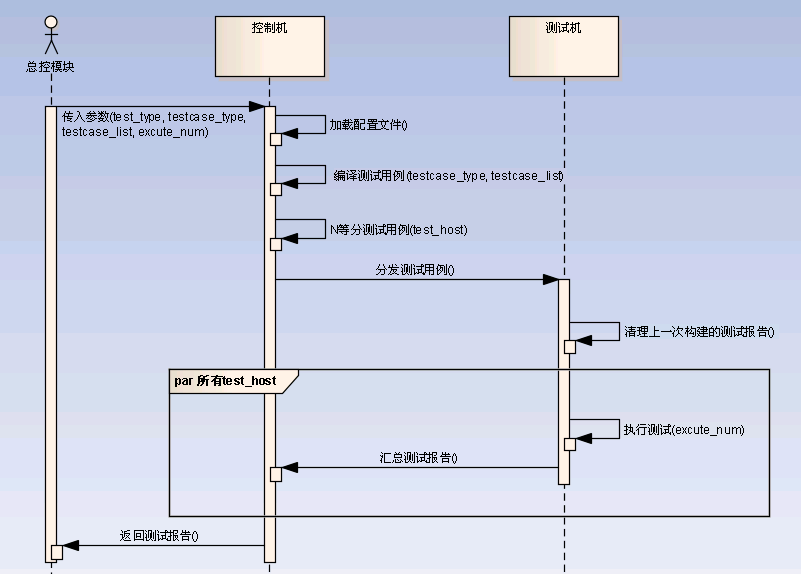 控制机
测试机
总控模块
传入参数(test_type, testcase_type,
testcase_list, excute_num)
加载配置文件()
编译测试用例(testcase_type, testcase_list)
N等分测试用例(test_host)
分发测试用例()
清理上一次构建的测试报告()
par 所有test_host
执行测试(excute_num)
汇总测试报告()
返回测试报告()